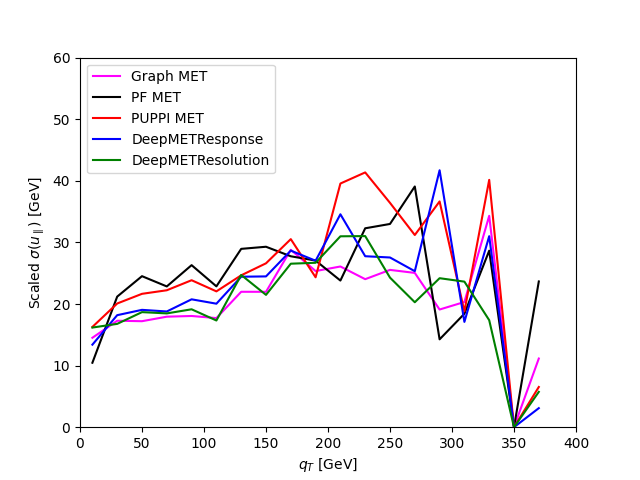 60
50
40
30
20
10
0
Scaled σ(u∥) [GeV]
Graph MET
PF MET
PUPPI MET
DeepMETResponse
DeepMETResolution
0 50 100 150 200 250 300 350 400
qT [GeV]